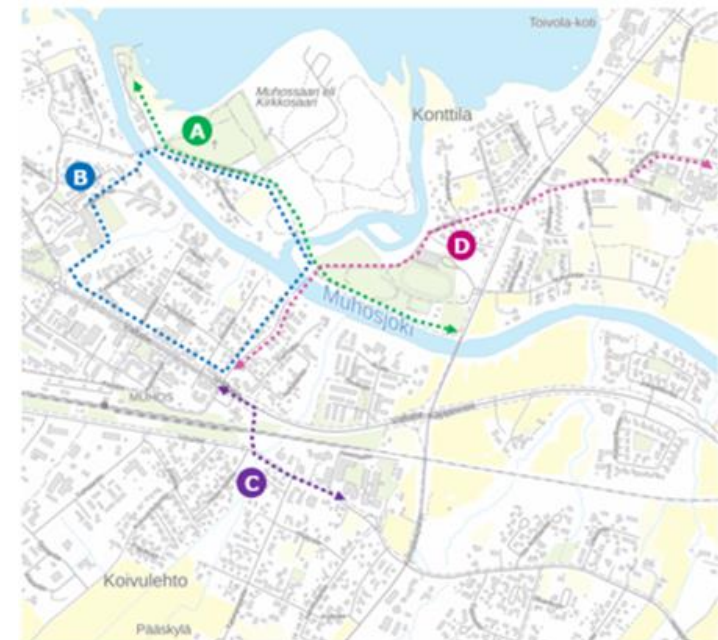 Toivola-koti
Muhossaari eli
Kirkkosaari
Konttila
A
B
D
Muhosjoki
MUHOS
C
Koivulehto
Pääskylä